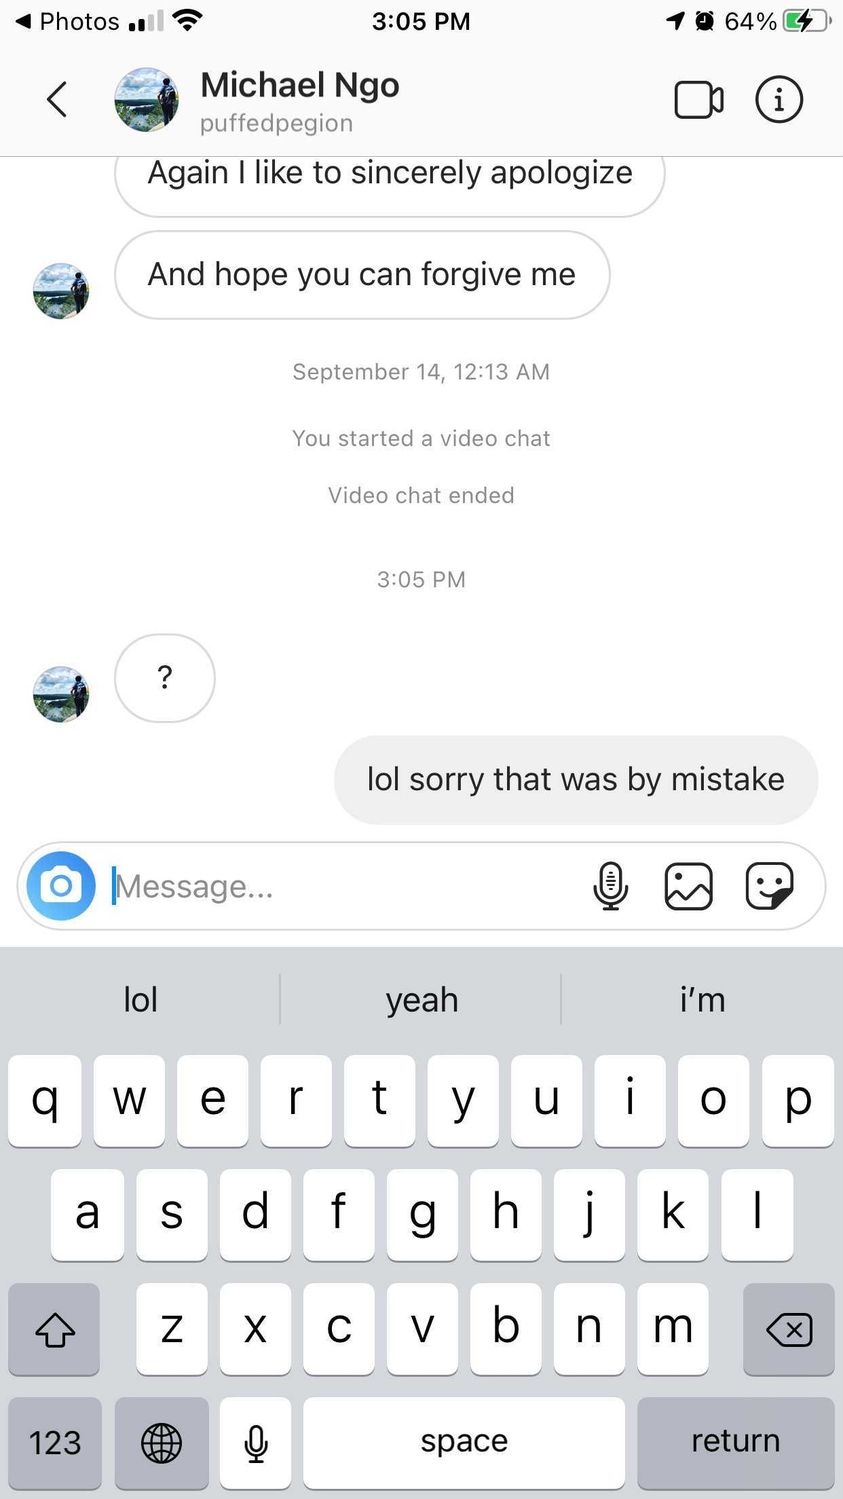 Photos 3:05 PM 64%
Michael Ngo
puffedpegion
Again I like to sincerely apologize
And hope you can forgive me
September 14, 12:13 AM
You started a video chat
Video chat ended
3:05 PM
?
lol sorry that was by mistake
Message...
lol yeah i'm
q w e r t y u i o p
a s d f g h j k l
z x c v b n m
123 space return